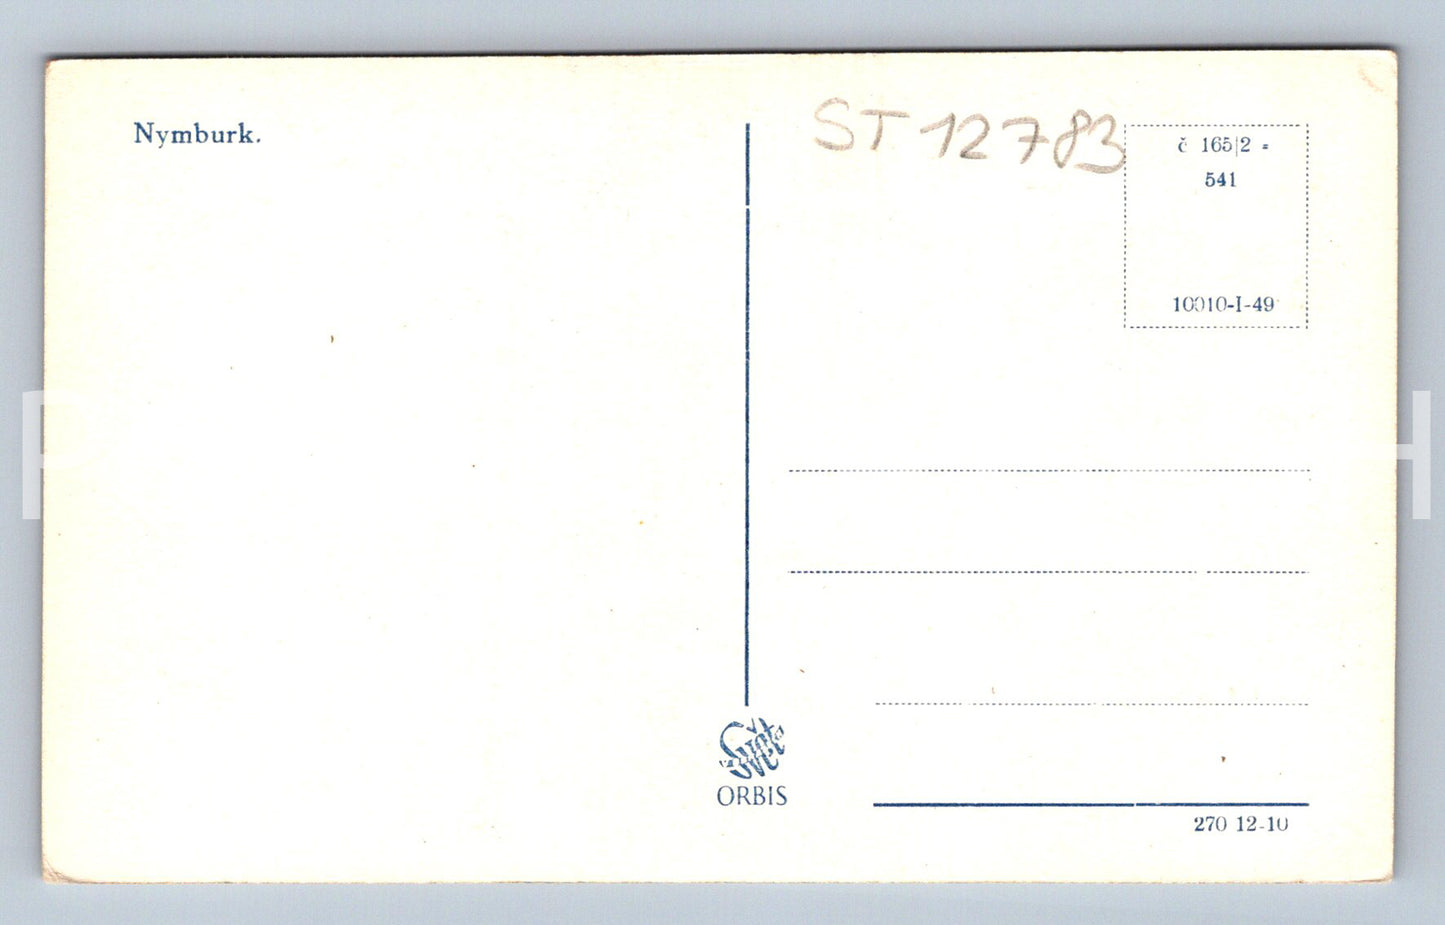 Nymburk.
ST 12783
č 165|2 =
541
10010-I-49
Svět
ORBIS
270 12-10